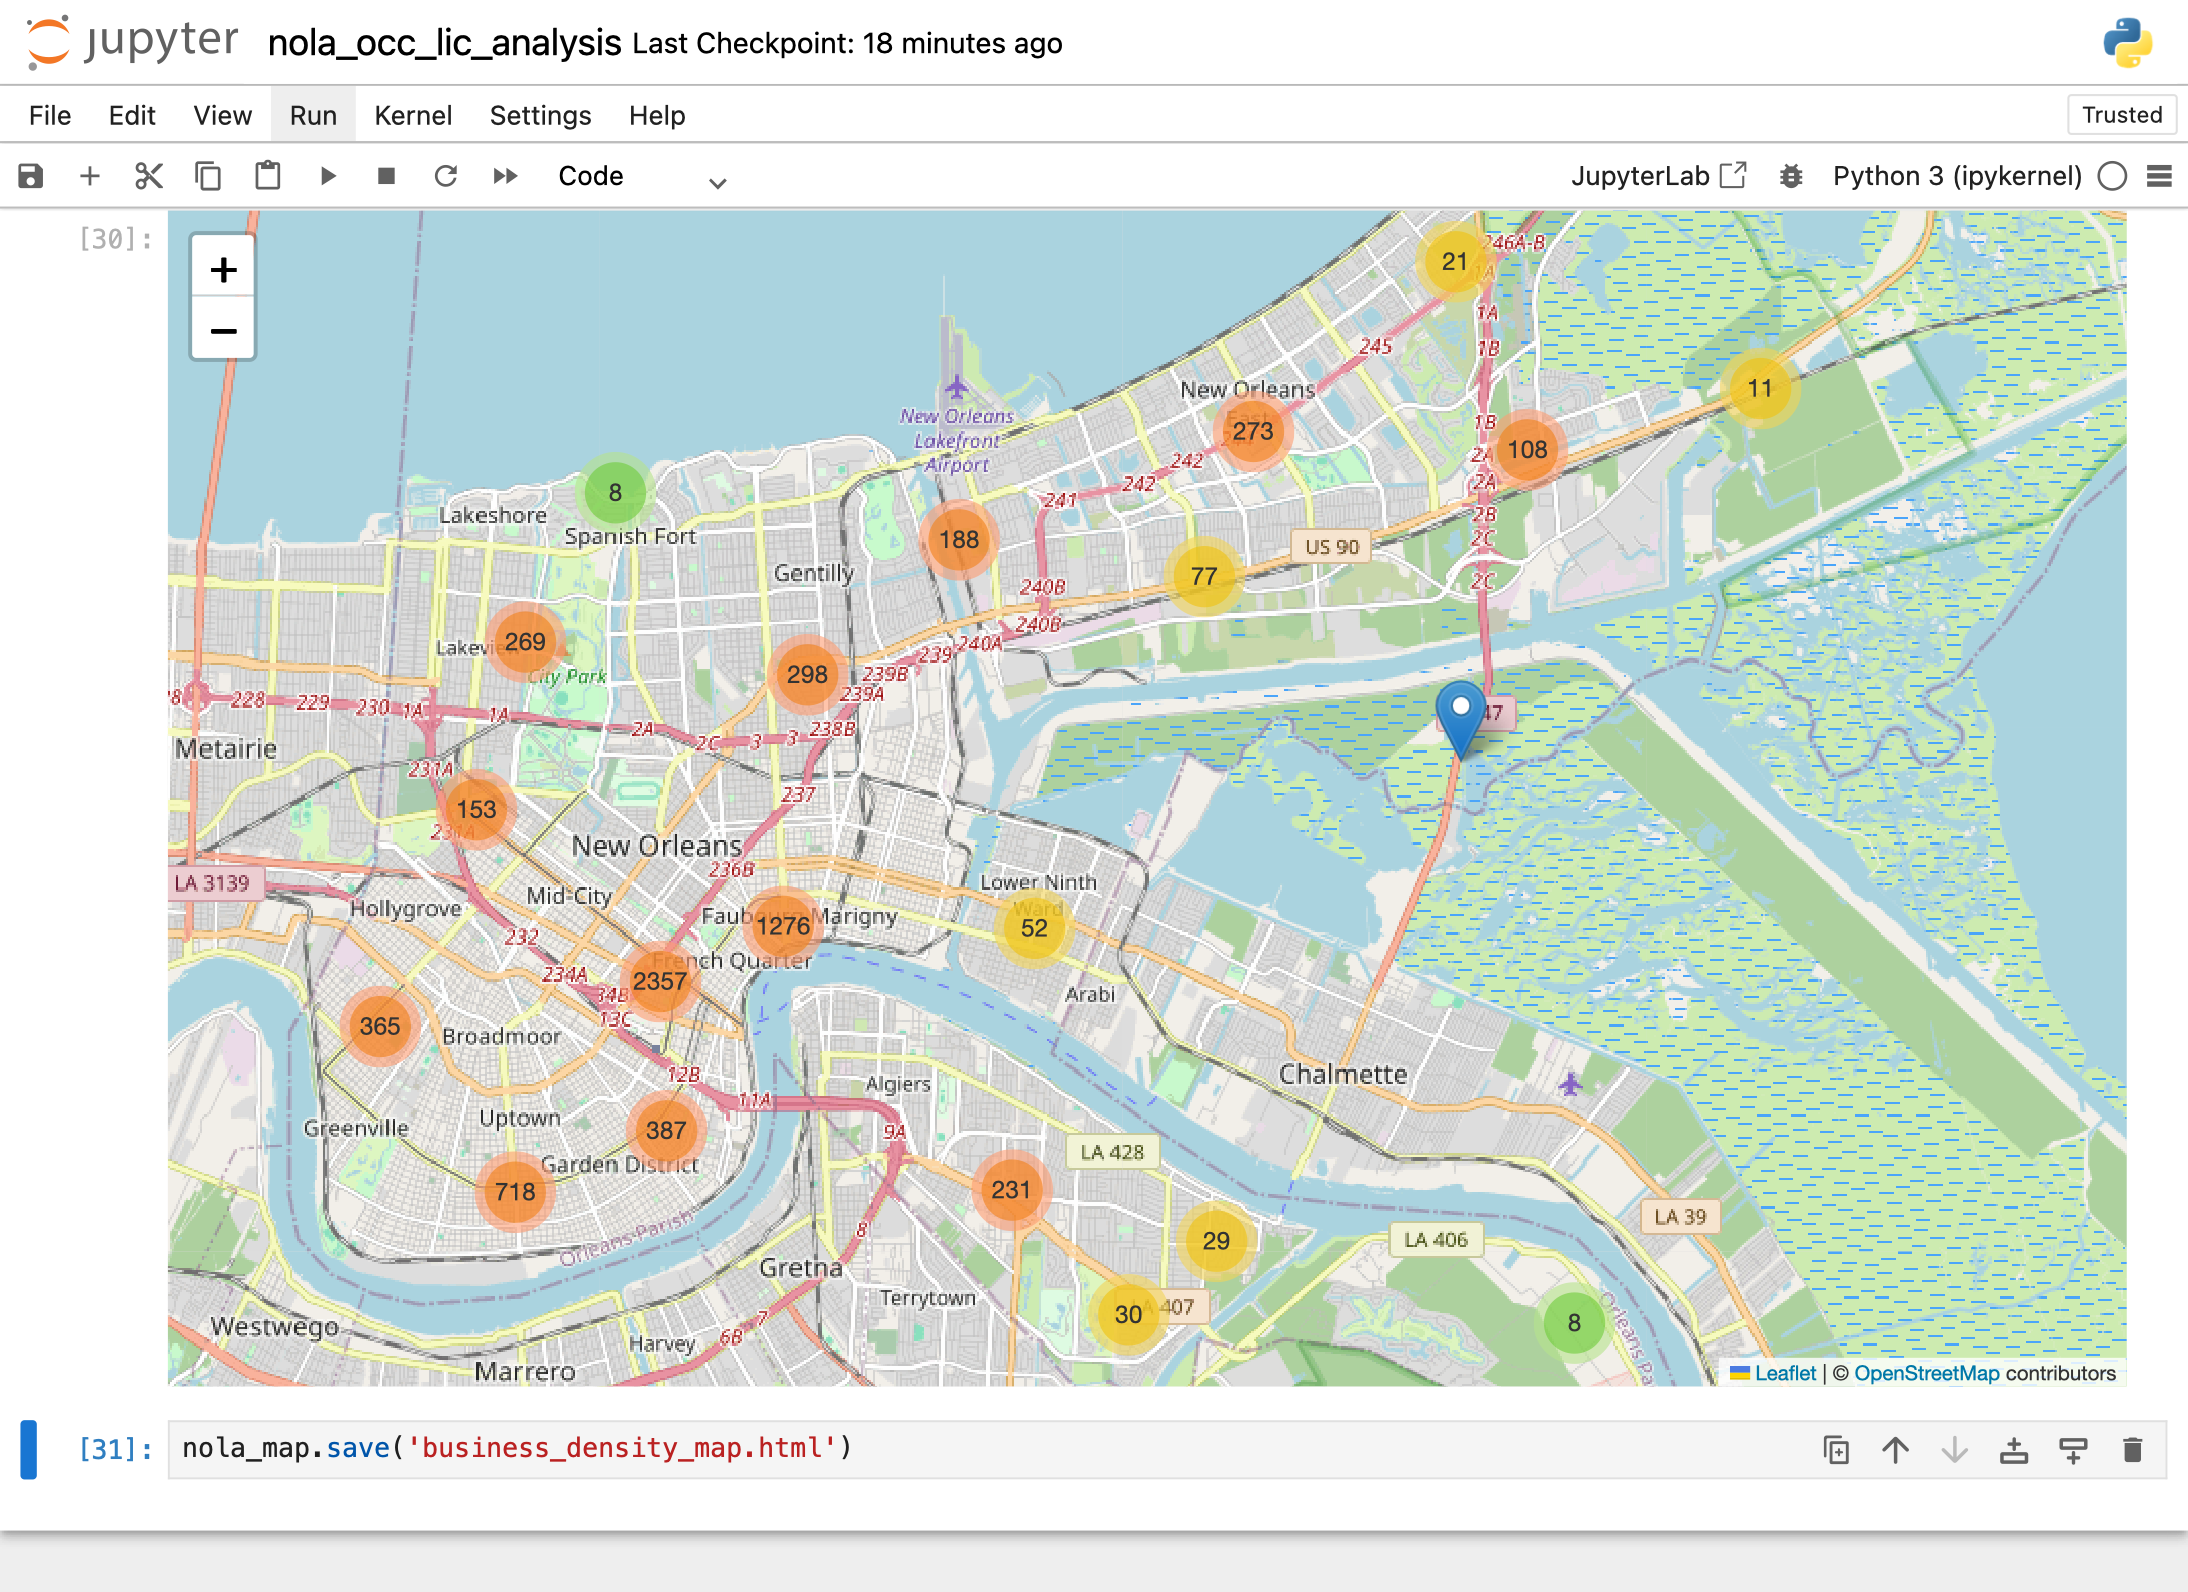 jupyter nola_occ_lic_analysis Last Checkpoint: 18 minutes ago
File Edit View Run Kernel Settings Help Trusted
Code JupyterLab Python 3 (ipykernel)
[30]:
+
−
21
246A-B
1A
1A
1B
245
New Orleans
East
273
11
1B
108
2A
2A
2B
2C
2C
New Orleans
Lakefront
Airport
242
242
241
8
Lakeshore
Spanish Fort
188
US 90
77
Gentilly
240B
240B
240A
239
239B
239A
238B
269
City Park
298
228
229
230
1A
1A
2A
2C
3
3
47
Metairie
231A
153
231A
237
New Orleans
236B
LA 3139
Hollygrove
Mid-City
Lower Ninth
Ward
52
1276
Marigny
French Quarter
2357
232
234A
34B
13C
Arabi
365
Broadmoor
12B
11A
Algiers
Chalmette
9A
Uptown
Greenville
387
Garden District
718
LA 428
231
29
LA 406
LA 39
8
Orleans Parish
Gretna
Terrytown
30
407
8
Orleans Pa
Westwego
Harvey
6B
7
Marrero
Leaflet | © OpenStreetMap contributors
[31]: nola_map.save('business_density_map.html')